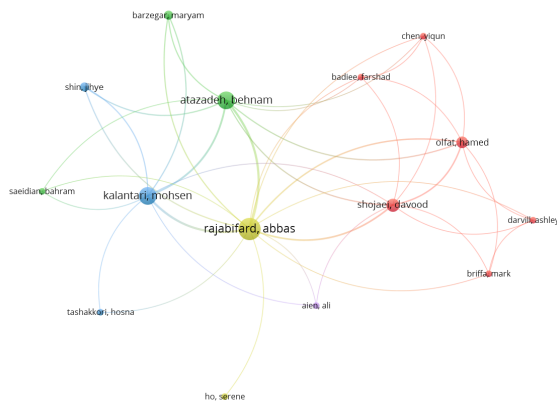 barzegar, maryam
chen, yiqun
badiee, farshad
shin, jihye
atazadeh, behnam
olfat, hamed
saeidian, bahram
kalantari, mohsen
shojaei, davood
darvill, ashley
rajabifard, abbas
briffa, mark
aien, ali
tashakkori, hosna
ho, serene